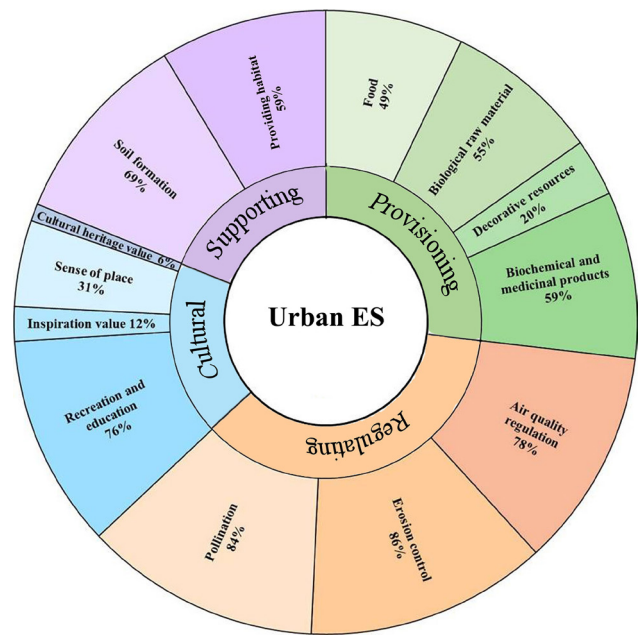 Urban ES
Provisioning
Food
49%
Biological raw material
55%
Decorative resources
20%
Biochemical and
medicinal products
59%
Regulating
Air quality
regulation
78%
Erosion control
86%
Pollination
84%
Cultural
Recreation and
education
76%
Inspiration value 12%
Sense of place
31%
Cultural heritage value 6%
Supporting
Soil formation
69%
Providing habitat
59%